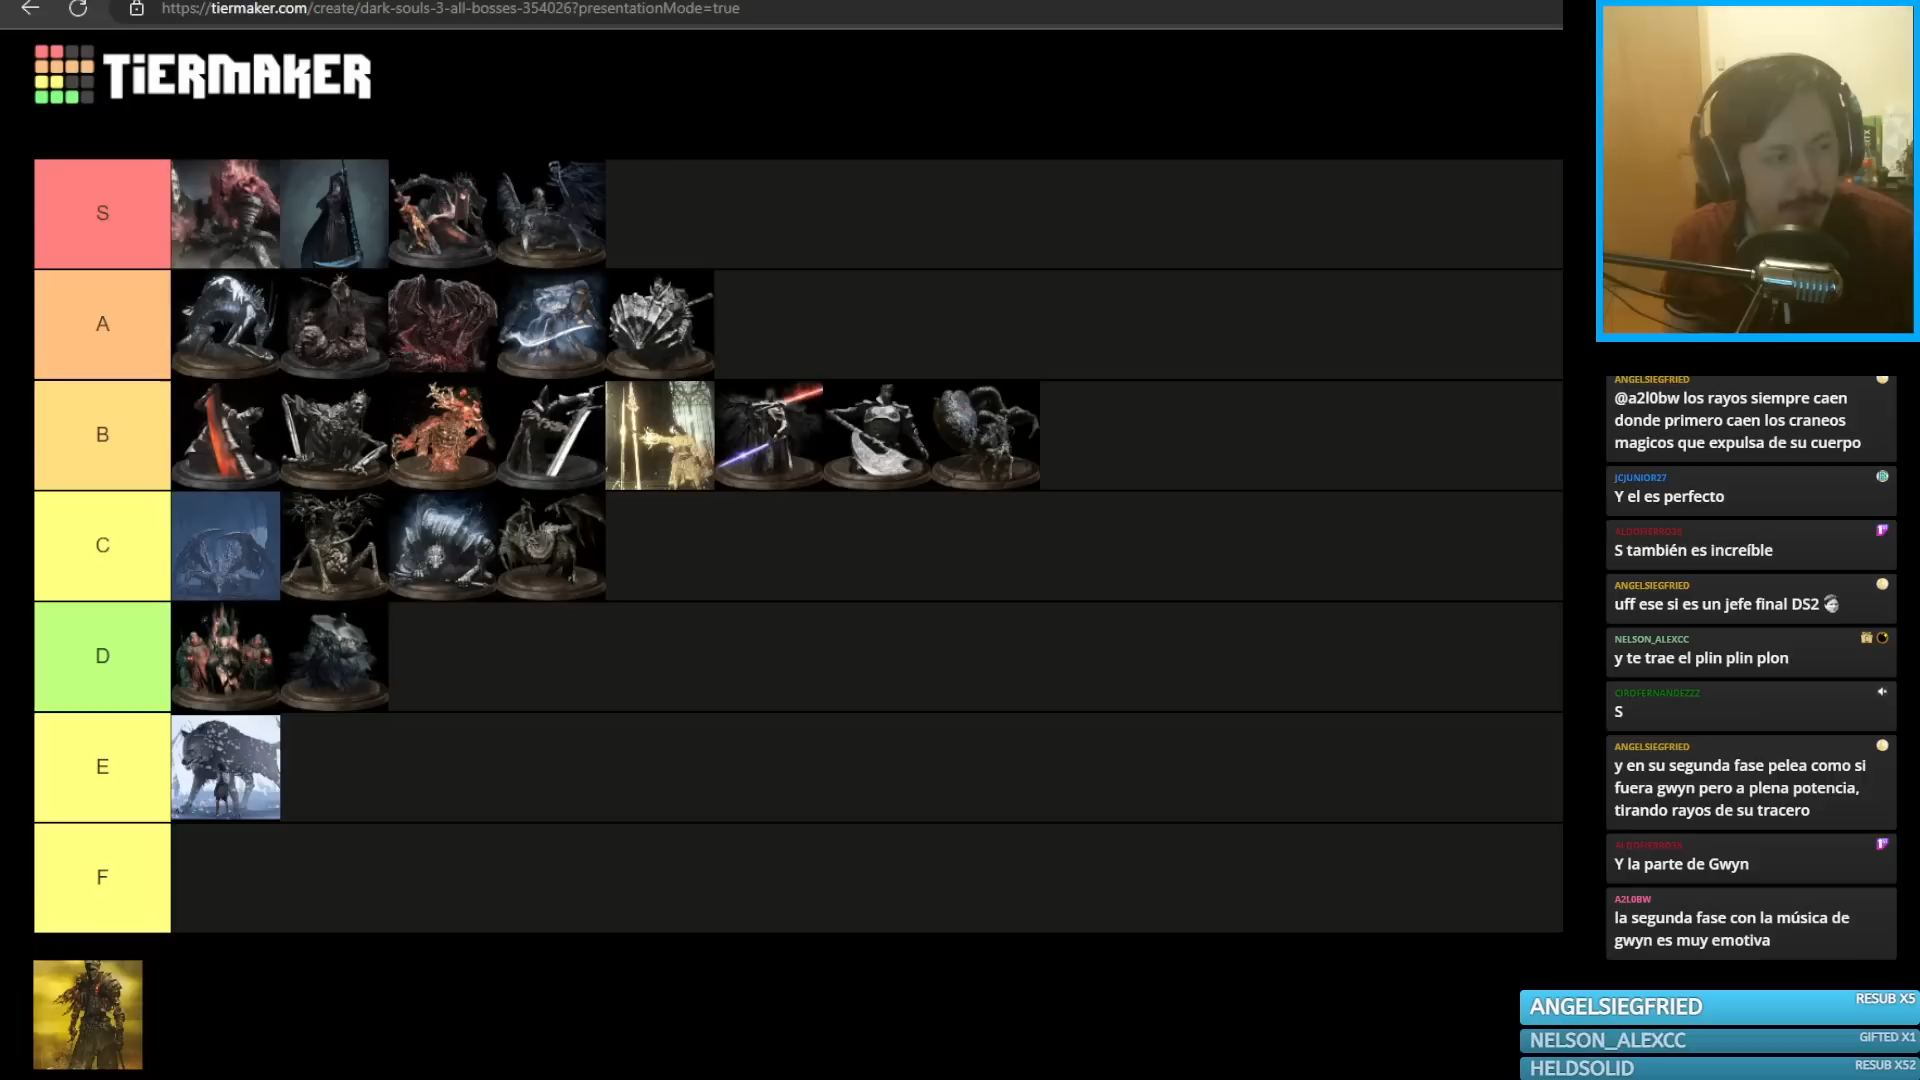 https://tiermaker.com/create/dark-souls-3-all-bosses-354026?presentationMode=true
TiERMAKER
S
A
B
C
D
E
F
ANGELSIEGFRIED
@a2l0bw los rayos siempre caen
donde primero caen los craneos
magicos que expulsa de su cuerpo
JCJUNIOR27
Y el es perfecto
S también es increíble
ANGELSIEGFRIED
uff ese si es un jefe final DS2
NELSON_ALEXCC
y te trae el plin plin plon
CIROFERNANDEZZZ
S
ANGELSIEGFRIED
y en su segunda fase pelea como si
fuera gwyn pero a plena potencia,
tirando rayos de su tracero
Y la parte de Gwyn
A2L0BW
la segunda fase con la música de
gwyn es muy emotiva
ANGELSIEGFRIED RESUB X5
NELSON_ALEXCC GIFTED X1
HELDSOLID RESUB X52